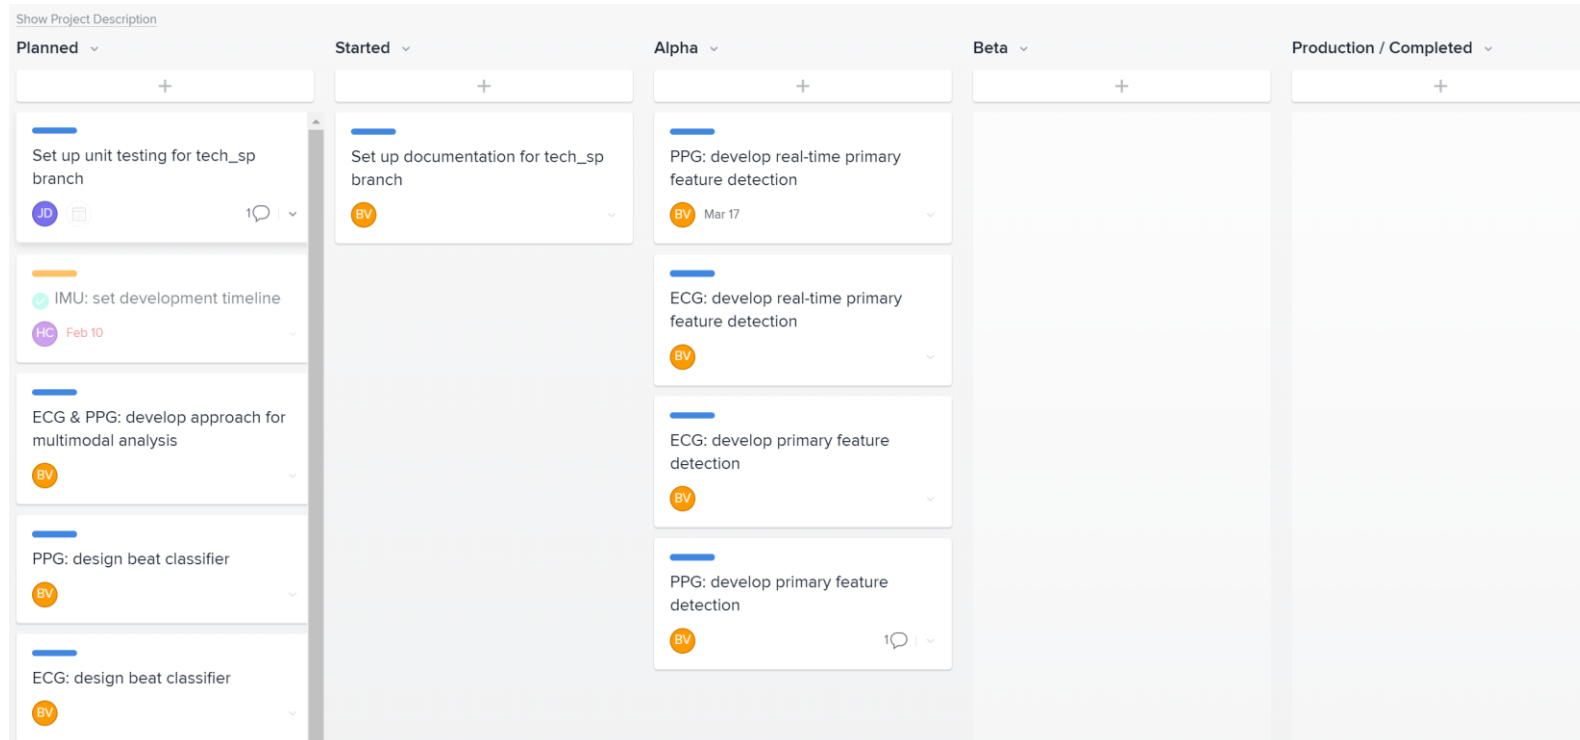 Show Project Description
Planned
Set up unit testing for tech_sp
branch
JD
1
IMU: set development timeline
HC Feb 10
ECG & PPG: develop approach for
multimodal analysis
BV
PPG: design beat classifier
BV
ECG: design beat classifier
BV
Started
Set up documentation for tech_sp
branch
BV
Alpha
PPG: develop real-time primary
feature detection
BV Mar 17
ECG: develop real-time primary
feature detection
BV
ECG: develop primary feature
detection
BV
PPG: develop primary feature
detection
BV 1
Beta
Production / Completed